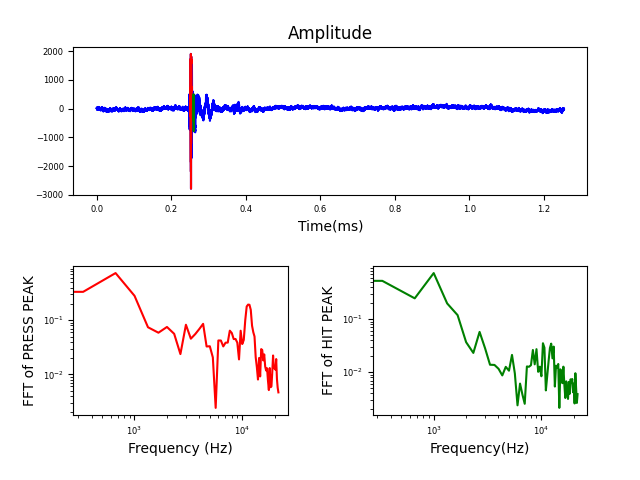 Amplitude
2000
1000
0
−1000
−2000
−3000
0.0 0.2 0.4 0.6 0.8 1.0 1.2
Time(ms)
FFT of PRESS PEAK
10⁻¹
10⁻²
10³ 10⁴
Frequency (Hz)
FFT of HIT PEAK
10⁻¹
10⁻²
10³ 10⁴
Frequency(Hz)